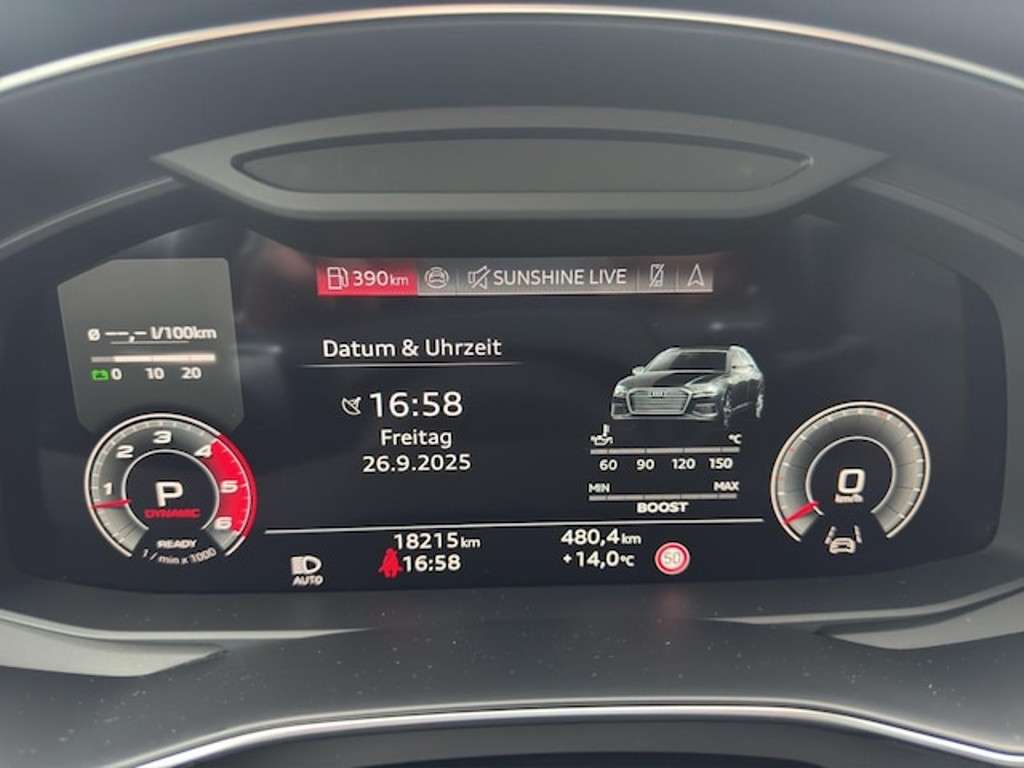 390km SUNSHINE LIVE
ø --,- l/100km
0 10 20
Datum & Uhrzeit
16:58
Freitag
26.9.2025
°C
60 90 120 150
MIN MAX
BOOST
1 2 3 4 5 6
P
DYNAMIC
READY
1 / min x 1000
0
km/h
AUTO
18215 km
16:58
480,4 km
+14,0 °C
50